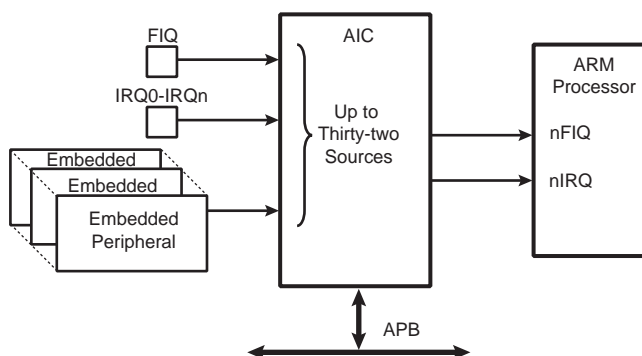 FIQ
IRQ0-IRQn
Embedded
Embedded
Embedded
Peripheral
AIC
Up to
Thirty-two
Sources
ARM
Processor
nFIQ
nIRQ
APB